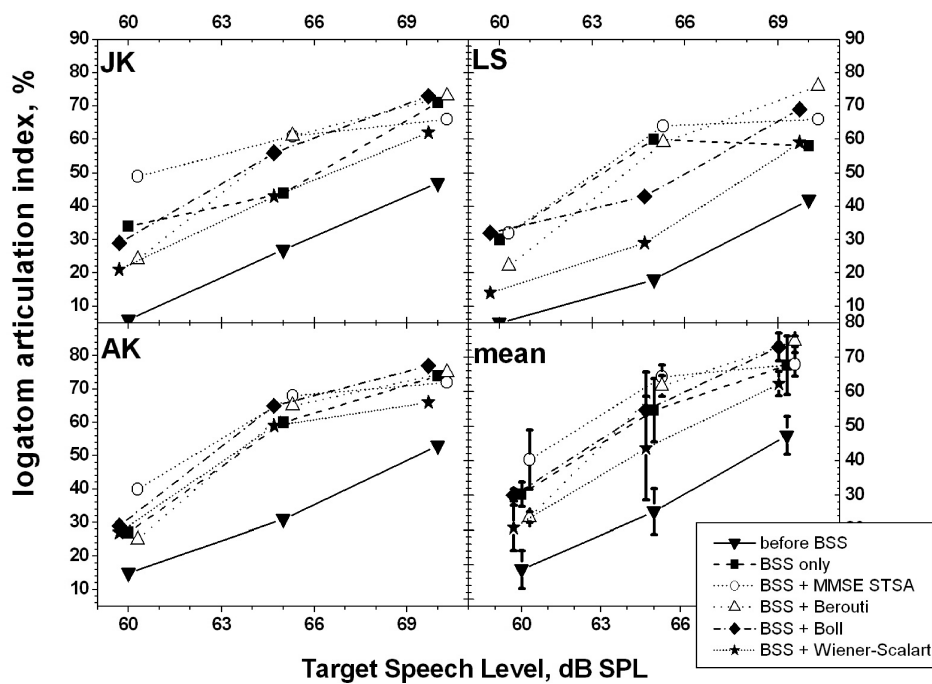 60 63 66 69 60 63 66 69
90 JK LS 90
80 80
70 70
60 60
50 50
40 40
30 30
20 20
10 10
80 AK mean 80
70 70
60 60
50 50
40 40
30 30
20
10
60 63 66 69 60 63 66
logatom articulation index, %
Target Speech Level, dB SPL
before BSS
BSS only
BSS + MMSE STSA
BSS + Berouti
BSS + Boll
BSS + Wiener-Scalart